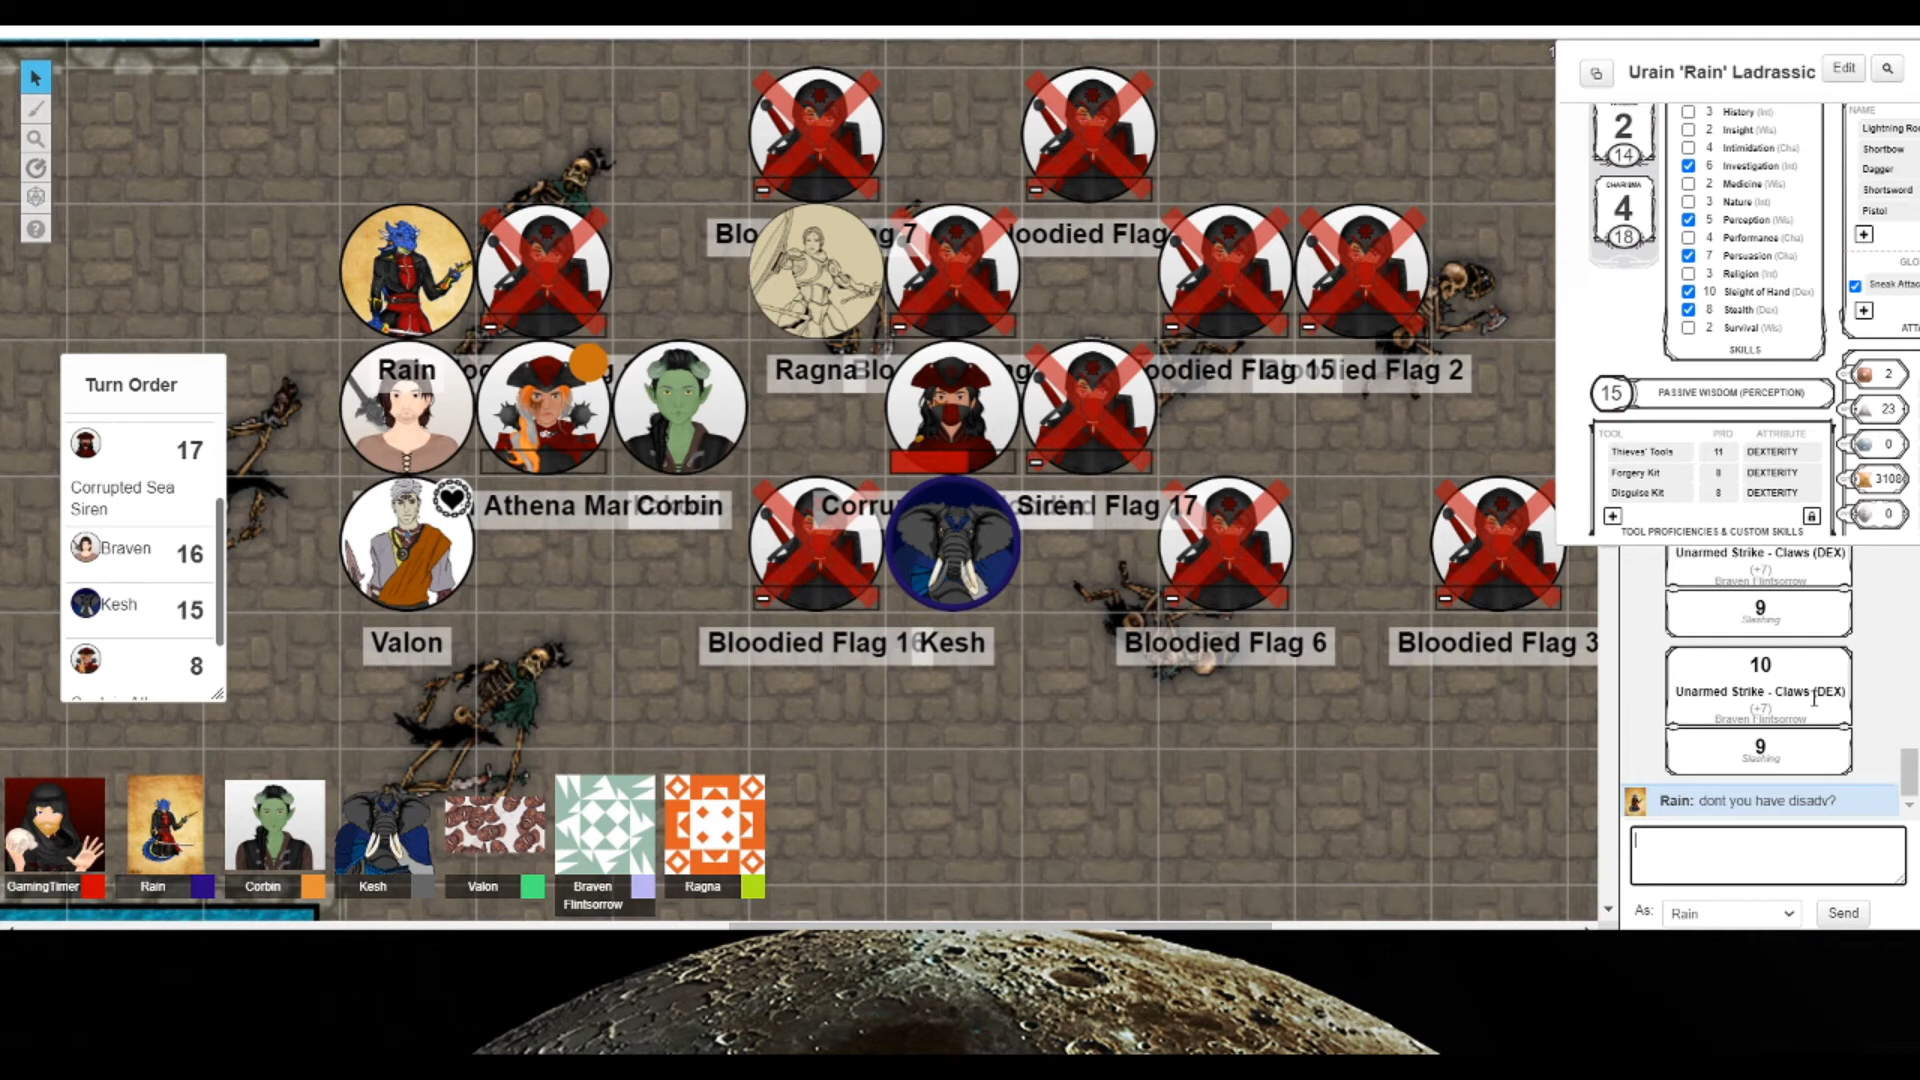 Urain 'Rain' Ladrassic
Edit
2
14
CHARISMA
4
18
3 History (Int)
2 Insight (Wis)
4 Intimidation (Cha)
6 Investigation (Int)
2 Medicine (Wis)
3 Nature (Int)
5 Perception (Wis)
4 Performance (Cha)
7 Persuasion (Cha)
3 Religion (Int)
10 Sleight of Hand (Dex)
8 Stealth (Dex)
2 Survival (Wis)
SKILLS
NAME
Shortbow
Dagger
Shortsword
Pistol
15 PASSIVE WISDOM (PERCEPTION)
2
23
0
0
TOOL PRO ATTRIBUTE
Thieves' Tools 11 DEXTERITY
Forgery Kit 8 DEXTERITY
Disguise Kit 8 DEXTERITY
TOOL PROFICIENCIES & CUSTOM SKILLS
Unarmed Strike - Claws (DEX)
(+7)
Braven Flintsorrow
9
Slashing
10
Unarmed Strike - Claws (DEX)
(+7)
Braven Flintsorrow
9
Slashing
Rain: dont you have disadv?
As: Rain
Send
Turn Order
17
Corrupted Sea
Siren
Braven 16
Kesh 15
8
Rain
Ragna
Flag 15
Flag 2
Athena
Corbin
Flag 17
Valon
Kesh
Bloodied Flag 6
Bloodied Flag 3
GamingTimer
Rain
Corbin
Kesh
Valon
Braven
Flintsorrow
Ragna